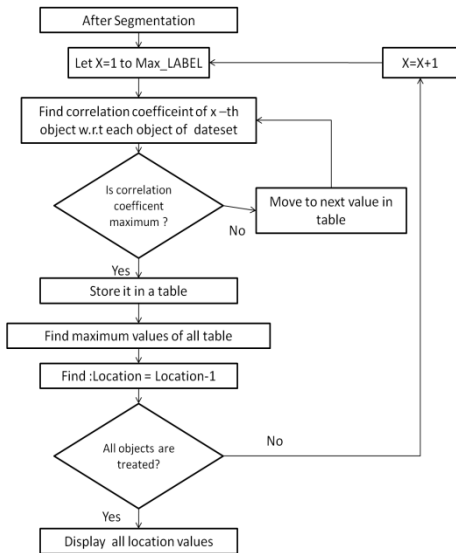 After Segmentation
Let X=1 to Max_LABEL
X=X+1
Find correlation coefficeint of x –th
object w.r.t each object of dateset
Is correlation
coefficent
maximum ?
No
Move to next value in
table
Yes
Store it in a table
Find maximum values of all table
Find :Location = Location-1
All objects are
treated?
No
Yes
Display all location values